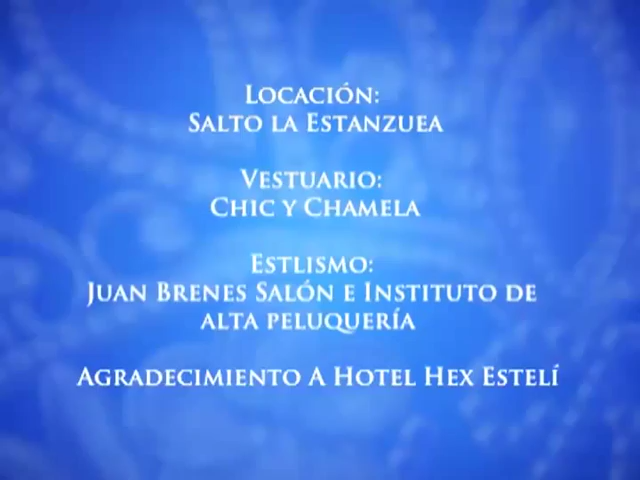 Locación:
Salto la Estanzuea
Vestuario:
Chic y Chamela
Estlismo:
Juan Brenes Salón e Instituto de
alta peluquería
Agradecimiento a Hotel Hex Estelí